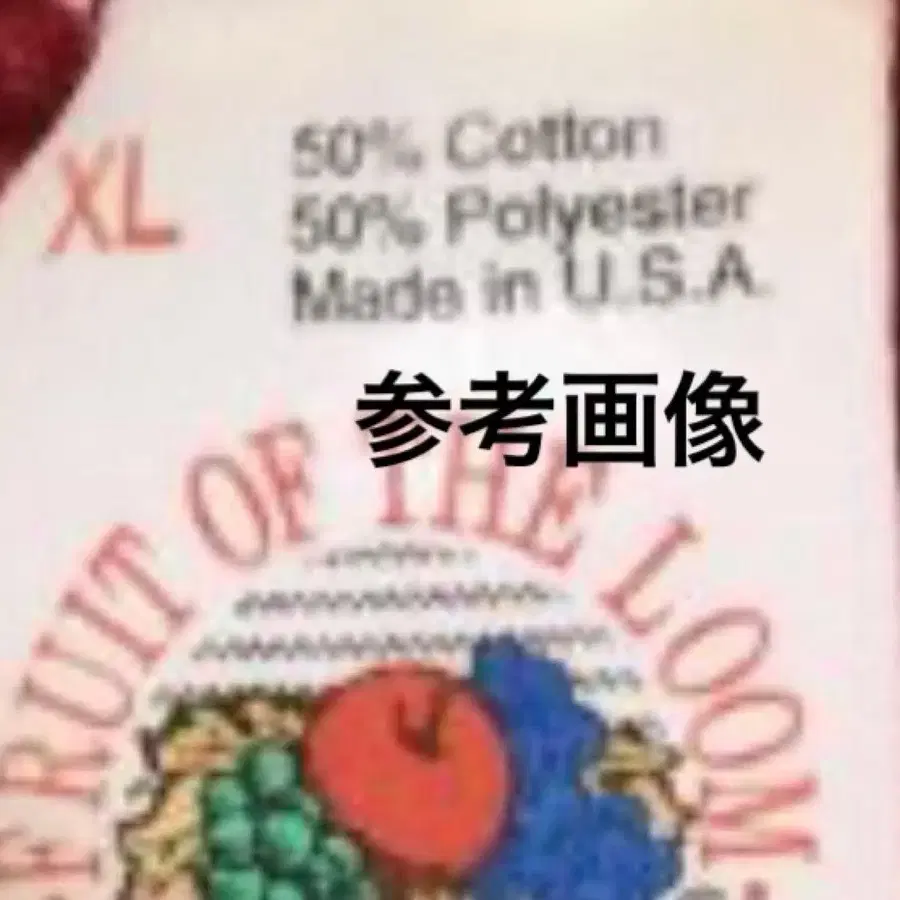 XL
50% Cotton
50% Polyester
Made in U.S.A.
参考画像
FRUIT OF THE LOOM